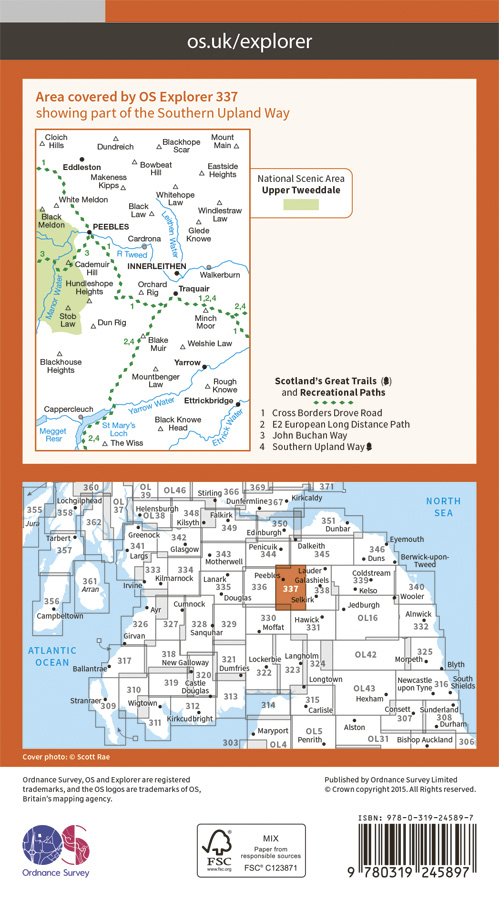 os.uk/explorer
Area covered by OS Explorer 337
showing part of the Southern Upland Way
Cloich
Hills
Dundreich
Blackhope
Scar
Mount
Main
Eddleston
Bowbeat
Hill
Eastside
Heights
Makeness
Kipps
1
White Meldon
Whitehope
Law
Black
Meldon
Black
Law
Leithen Water
Windlestraw
Law
PEEBLES
Glede
Knowe
Cardrona
R Tweed
3
3
1
Cademuir
Hill
INNERLEITHEN
Walkerburn
Manor Water
Hundleshope
Heights
Orchard
Rig
Traquair
1
1,2,4
2,4
Stob
Law
Dun Rig
Minch
Moor
1
2,4
Blake
Muir
Welshie Law
Blackhouse
Heights
Yarrow
Mountbenger
Law
Rough
Knowe
Cappercleuch
Yarrow Water
Ettrickbridge
Megget
Resr
St Mary's
Loch
Black Knowe
Head
Ettrick Water
2,4
The Wiss
National Scenic Area
Upper Tweeddale
Scotland's Great Trails ( )
and Recreational Paths
1 Cross Borders Drove Road
2 E2 European Long Distance Path
3 John Buchan Way
4 Southern Upland Way
360
OL
39
OL46
Stirling
366
369
371
355
Lochgilphead
OL
37
Helensburgh
Dunfermline
367
Kirkcaldy
NORTH
SEA
Jura
358
OL38
348
Falkirk
351
362
Kilsyth
349
350
Dunbar
Tarbert
Greenock
342
Edinburgh
Eyemouth
357
341
Glasgow
Penicuik
Dalkeith
346
Largs
343
344
345
Duns
Berwick-upon-
Tweed
Motherwell
361
Arran
333
334
Lanark
Peebles
Lauder
Coldstream
Irvine
Kilmarnock
335
336
337
Galashiels
339
340
356
Douglas
338
Kelso
Wooler
Campbeltown
Ayr
Cumnock
Selkirk
Jedburgh
Alnwick
326
327
328
329
330
Hawick
OL16
332
Sanquhar
Moffat
331
Girvan
ATLANTIC
OCEAN
318
321
Lockerbie
Langholm
OL42
325
317
New Galloway
Dumfries
322
323
324
Morpeth
Blyth
Ballantrae
320
319
Castle
Douglas
Longtown
Newcastle
upon Tyne
316
South
Shields
310
313
OL43
Stranraer
309
Wigtown
312
314
315
Carlisle
Hexham
Consett
307
Sunderland
308
311
Kirkcudbright
Alston
Durham
Maryport
OL5
303
OL4
Penrith
OL31
Bishop Auckland
306
Cover photo: © Scott Rae
Ordnance Survey, OS and Explorer are registered
trademarks, and the OS logos are trademarks of OS,
Britain's mapping agency.
Published by Ordnance Survey Limited
© Crown copyright 2015. All Rights Reserved
OS
Ordnance Survey
FSC
www.fsc.org
MIX
Paper from
responsible sources
FSC® C123871
ISBN: 978-0-319-24589-7
9 780319 245897